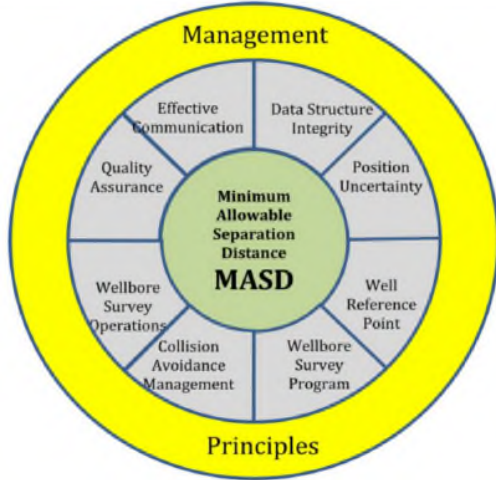 Management
Effective
Communication
Data Structure
Integrity
Quality
Assurance
Position
Uncertainty
Minimum
Allowable
Separation
Distance
MASD
Wellbore
Survey
Operations
Well
Reference
Point
Collision
Avoidance
Management
Wellbore
Survey
Program
Principles